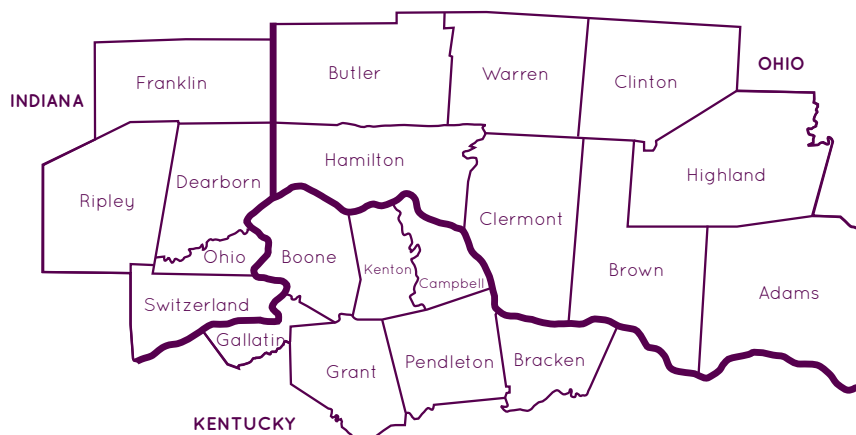 OHIO
Butler
Warren
Clinton
Franklin
INDIANA
Hamilton
Highland
Dearborn
Ripley
Clermont
Ohio
Boone
Kenton
Campbell
Brown
Adams
Switzerland
Gallatin
Grant
Pendleton
Bracken
KENTUCKY